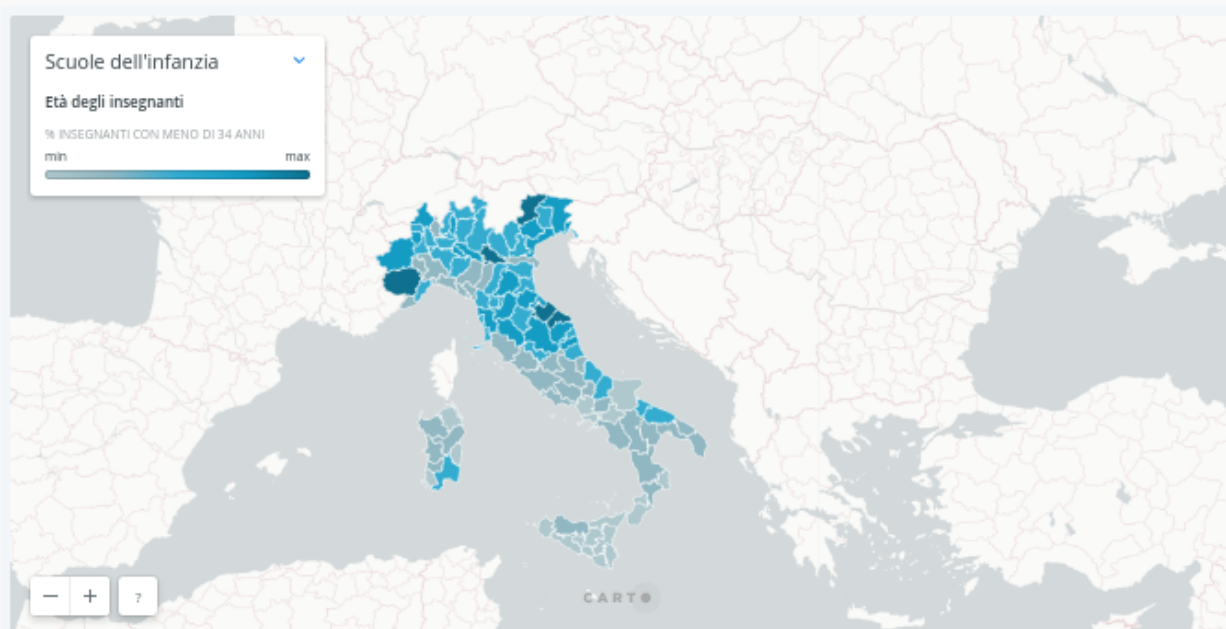 Scuole dell'infanzia
Età degli insegnanti
% INSEGNANTI CON MENO DI 34 ANNI
min max
− + ?
CARTO